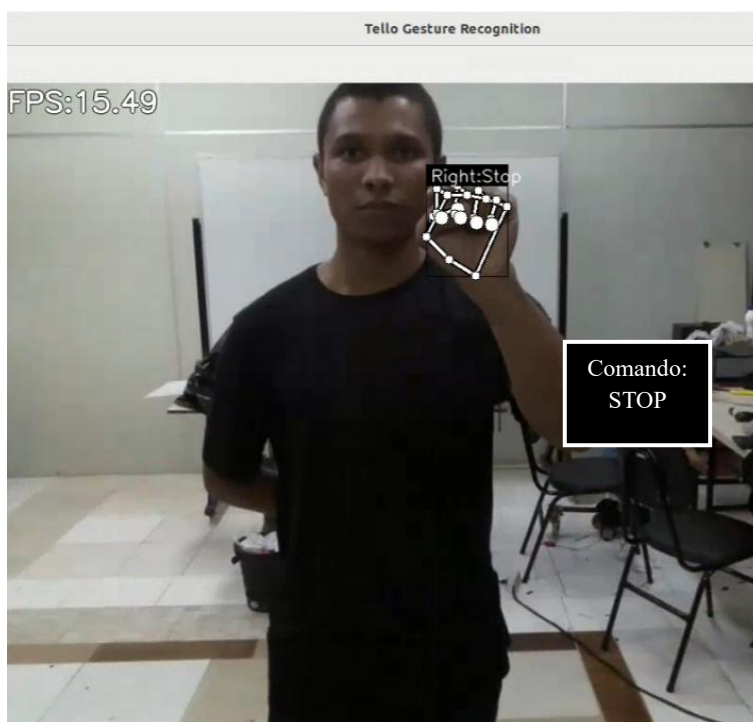 Tello Gesture Recognition
FPS:15.49
Right:Stop
Comando:
STOP